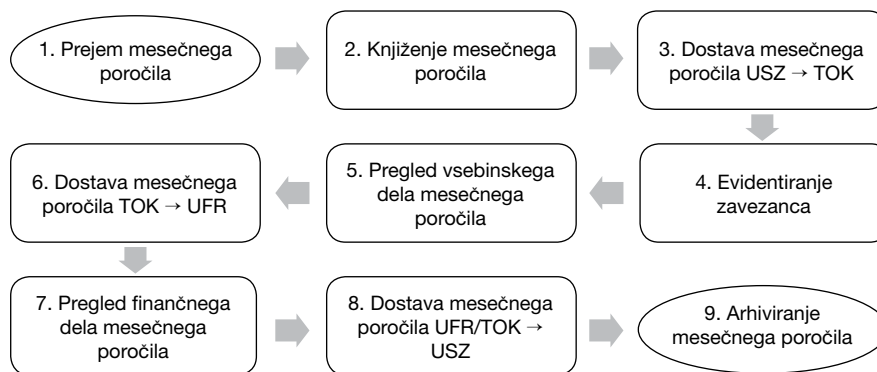 1. Prejem mesečnega
poročila
2. Knjiženje mesečnega
poročila
3. Dostava mesečnega
poročila USZ → TOK
4. Evidentiranje
zavezanca
5. Pregled vsebinskega
dela mesečnega
poročila
6. Dostava mesečnega
poročila TOK → UFR
7. Pregled finančnega
dela mesečnega
poročila
8. Dostava mesečnega
poročila UFR/TOK →
USZ
9. Arhiviranje
mesečnega poročila